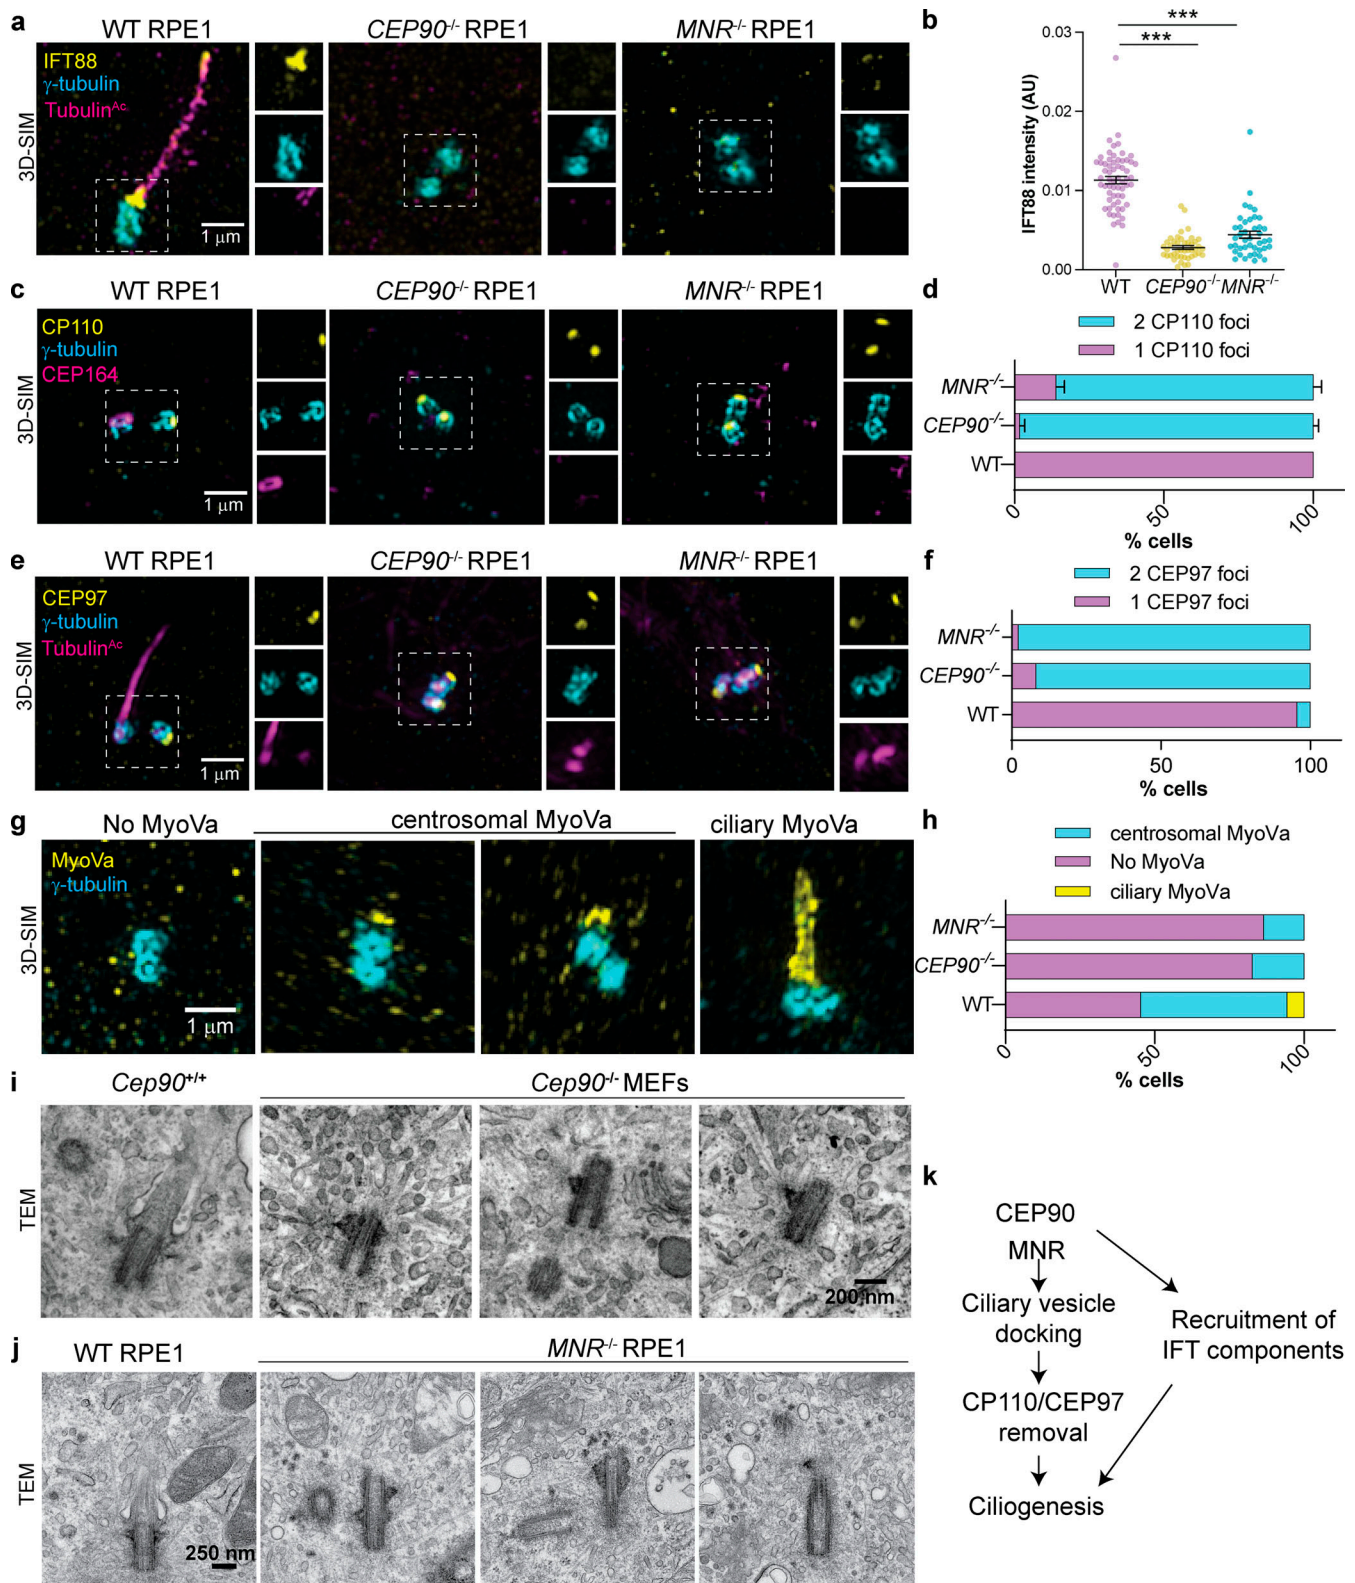 a
WT RPE1
CEP90-/- RPE1
MNR-/- RPE1
3D-SIM
IFT88
γ-tubulin
TubulinAc
1 μm
b
***
***
IFT88 intensity (AU)
0.03
0.02
0.01
0.00
WT CEP90-/- MNR-/-
c
WT RPE1
CEP90-/- RPE1
MNR-/- RPE1
3D-SIM
CP110
γ-tubulin
CEP164
1 μm
d
2 CP110 foci
1 CP110 foci
MNR-/-
CEP90-/-
WT
0 50 100
% cells
e
WT RPE1
CEP90-/- RPE1
MNR-/- RPE1
3D-SIM
CEP97
γ-tubulin
TubulinAc
1 μm
f
2 CEP97 foci
1 CEP97 foci
MNR-/-
CEP90-/-
WT
0 50 100
% cells
g
No MyoVa
centrosomal MyoVa
ciliary MyoVa
3D-SIM
MyoVa
γ-tubulin
1 μm
h
centrosomal MyoVa
No MyoVa
ciliary MyoVa
MNR-/-
CEP90-/-
WT
0 50 100
% cells
i
Cep90+/+
Cep90-/- MEFs
TEM
200 nm
j
WT RPE1
MNR-/- RPE1
TEM
250 nm
k
CEP90
MNR
Ciliary vesicle
docking
Recruitment of
IFT components
CP110/CEP97
removal
Ciliogenesis